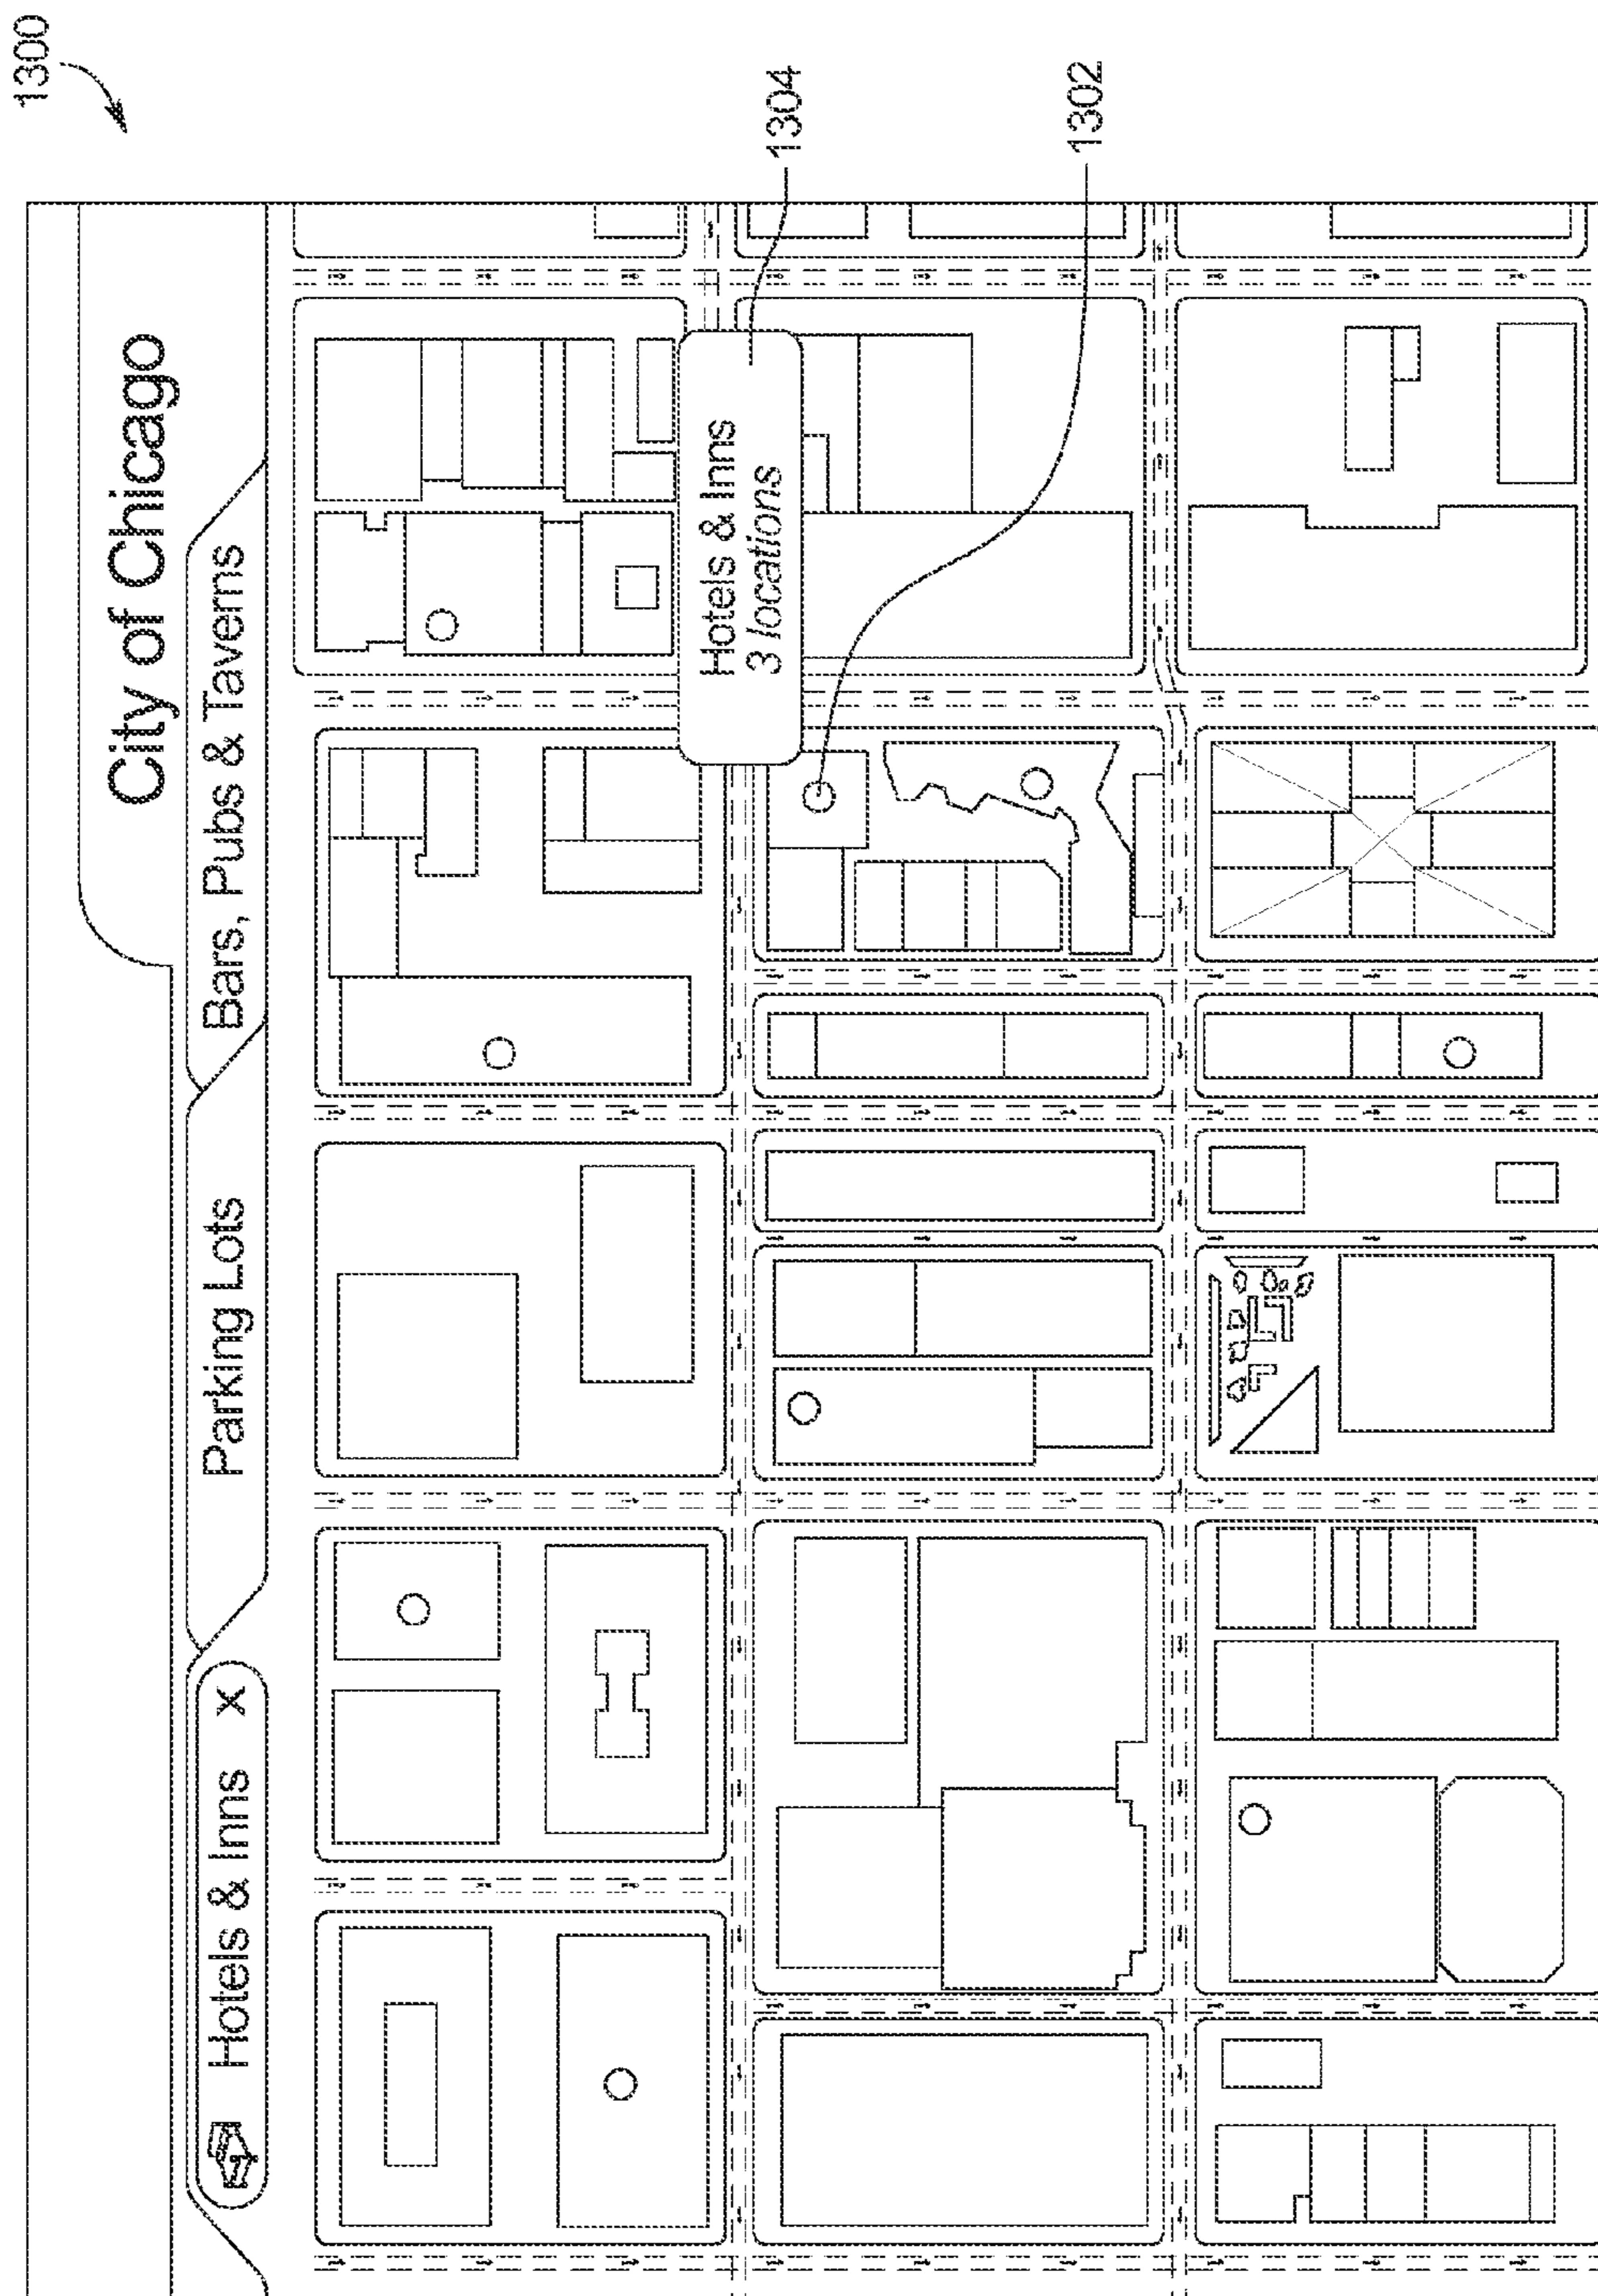 1300
City of Chicago
Hotels & Inns x
Parking Lots
Bars, Pubs & Taverns
Hotels & Inns
3 locations
1304
1302